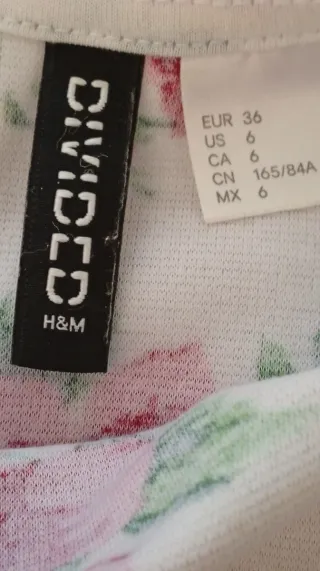 DIVIDED
H&M
EUR 36
US 6
CA 6
CN 165/84A
MX 6